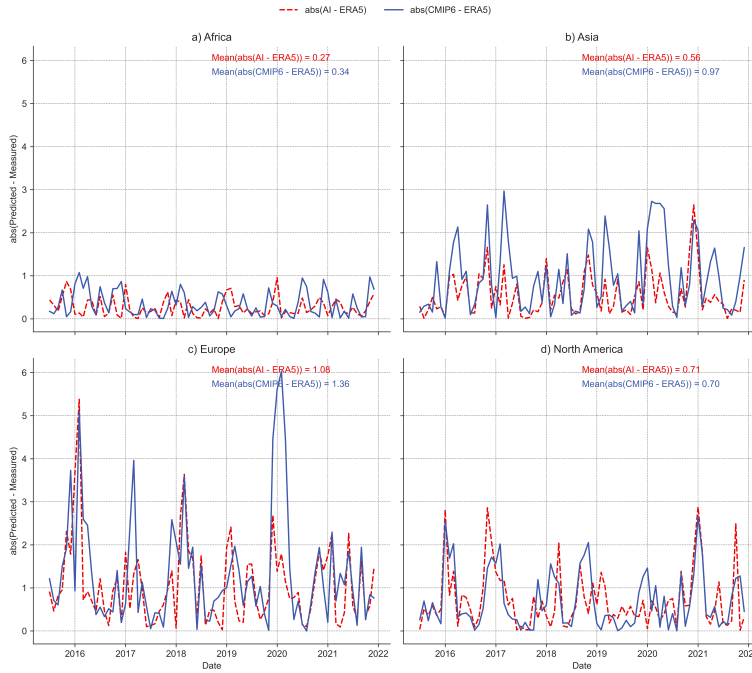 abs(AI - ERA5) abs(CMIP6 - ERA5)
a) Africa
Mean(abs(AI - ERA5)) = 0.27
Mean(abs(CMIP6 - ERA5)) = 0.34
abs(Predicted - Measured)
6
5
4
3
2
1
0
b) Asia
Mean(abs(AI - ERA5)) = 0.56
Mean(abs(CMIP6 - ERA5)) = 0.97
c) Europe
Mean(abs(AI - ERA5)) = 1.08
Mean(abs(CMIP6 - ERA5)) = 1.36
abs(Predicted - Measured)
6
5
4
3
2
1
0
2016 2017 2018 2019 2020 2021 2022
Date
d) North America
Mean(abs(AI - ERA5)) = 0.71
Mean(abs(CMIP6 - ERA5)) = 0.70
2016 2017 2018 2019 2020 2021 202
Date